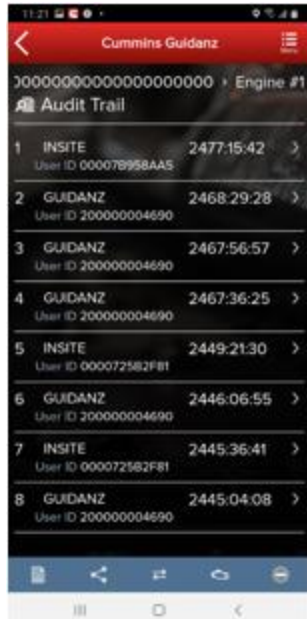 11:21
Cummins Guidanz
Menu
00000000000000000000 › Engine #1
Audit Trail
1 INSITE 2477:15:42
User ID 00007B958AA5
2 GUIDANZ 2468:29:28
User ID 200000004690
3 GUIDANZ 2467:56:57
User ID 200000004690
4 GUIDANZ 2467:36:25
User ID 200000004690
5 INSITE 2449:21:30
User ID 0000725B2F81
6 GUIDANZ 2446:06:55
User ID 200000004690
7 INSITE 2445:36:41
User ID 0000725B2F81
8 GUIDANZ 2445:04:08
User ID 200000004690